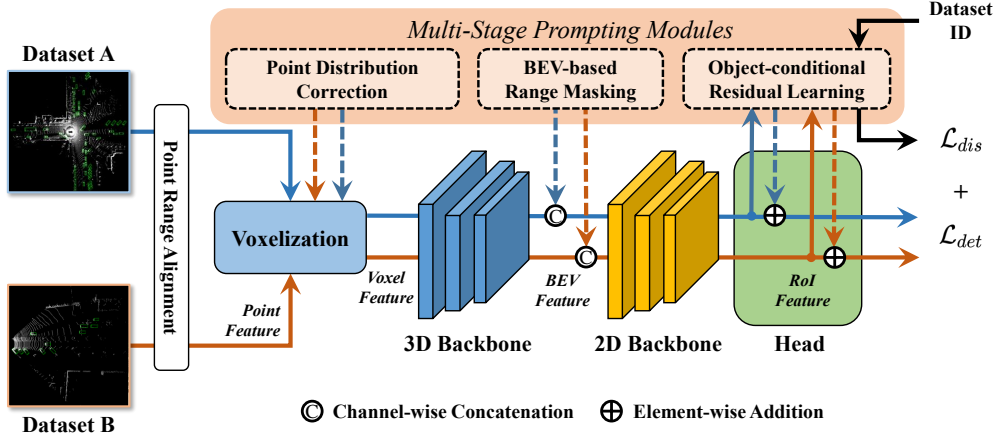 Multi-Stage Prompting Modules
Dataset
ID
Dataset A
Point Distribution
Correction
BEV-based
Range Masking
Object-conditional
Residual Learning
Point Range Alignment
Voxelization
Voxel
Feature
Point
Feature
C
C
BEV
Feature
RoI
Feature
ℒdis
+
ℒdet
3D Backbone
2D Backbone
Head
Dataset B
C Channel-wise Concatenation
⊕ Element-wise Addition